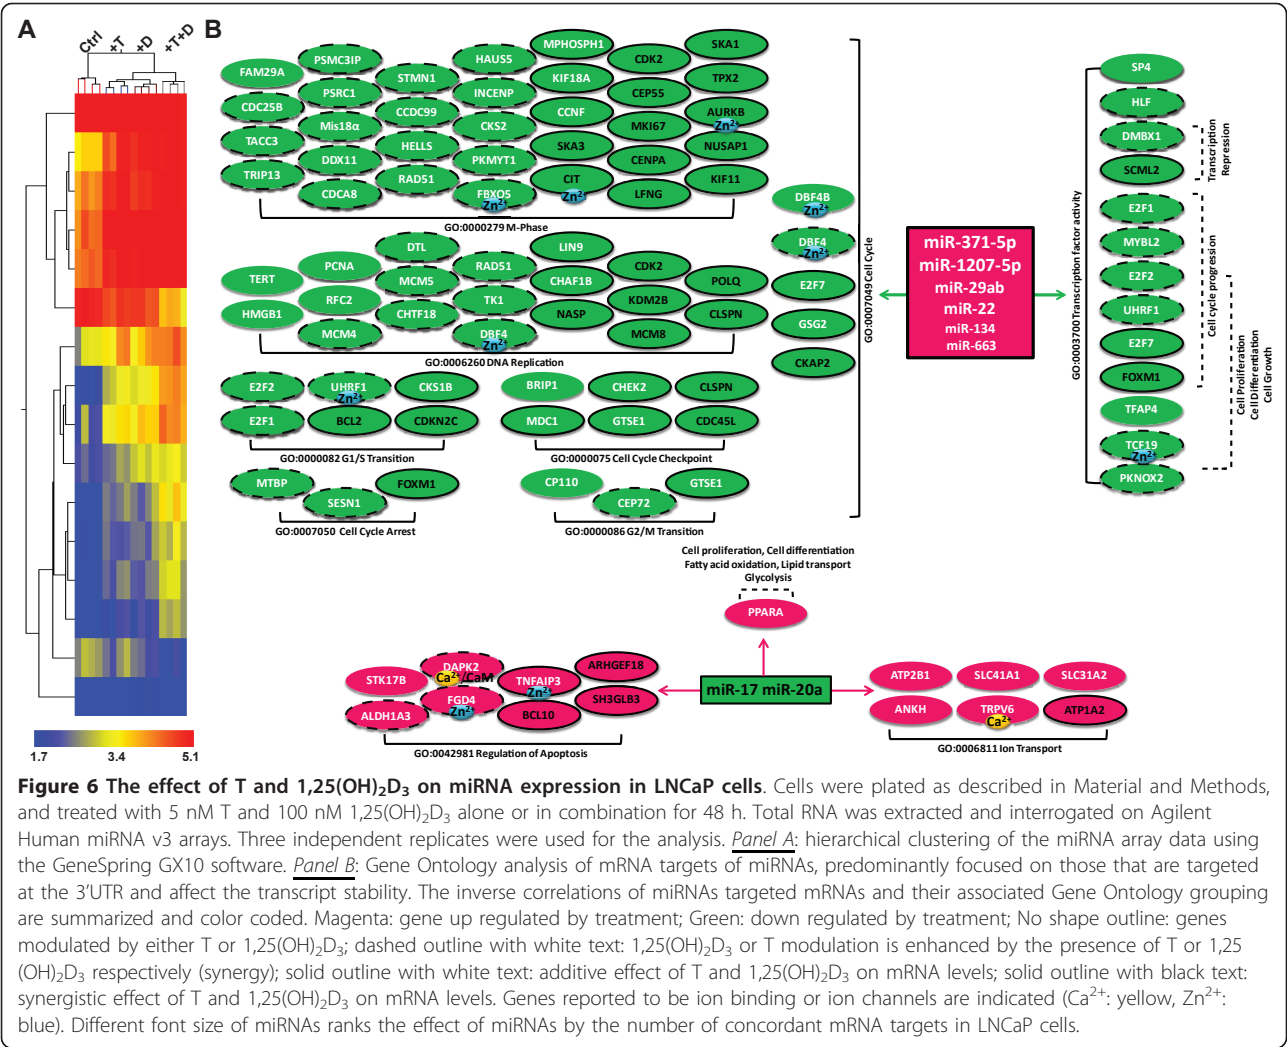 A
B
Ctrl
+T
+D
+T+D
1.7
3.4
5.1
FAM29A
CDC25B
TACC3
TRIP13
PSMC3IP
PSRC1
Mis18α
DDX11
CDCA8
STMN1
CCDC99
HELLS
RAD51
HAUS5
INCENP
CKS2
PKMYT1
FBXO5
Zn²⁺
MPHOSPH1
KIF18A
CCNF
SKA3
CIT
Zn²⁺
CDK2
CEP55
MKI67
CENPA
LFNG
SKA1
TPX2
AURKB
Zn²⁺
NUSAP1
KIF11
GO:0000279 M-Phase
TERT
HMGB1
PCNA
RFC2
MCM4
DTL
MCM5
CHTF18
RAD51
TK1
DBF4
Zn²⁺
LIN9
CHAF1B
NASP
CDK2
KDM2B
MCM8
POLQ
CLSPN
GO:0006260 DNA Replication
E2F2
E2F1
UHRF1
Zn²⁺
BCL2
CKS1B
CDKN2C
GO:0000082 G1/S Transition
BRIP1
MDC1
CHEK2
GTSE1
CLSPN
CDC45L
GO:0000075 Cell Cycle Checkpoint
MTBP
SESN1
FOXM1
GO:0007050 Cell Cycle Arrest
CP110
CEP72
GTSE1
GO:0000086 G2/M Transition
DBF4B
Zn²⁺
DBF4
Zn²⁺
E2F7
GSG2
CKAP2
GO:0007049 Cell Cycle
miR-371-5p
miR-1207-5p
miR-29ab
miR-22
miR-134
miR-663
GO:0003700 Transcription factor activity
SP4
HLF
DMBX1
SCML2
E2F1
MYBL2
E2F2
UHRF1
E2F7
FOXM1
TFAP4
TCF19
Zn²⁺
PKNOX2
Transcription
Repression
Cell cycle progression
Cell Proliferation
Cell Differentiation
Cell Growth
Cell proliferation, Cell differentiation
Fatty acid oxidation, Lipid transport
Glycolysis
PPARA
miR-17 miR-20a
STK17B
ALDH1A3
DAPK2
Ca²⁺/CaM
FGD4
Zn²⁺
TNFAIP3
Zn²⁺
BCL10
ARHGEF18
SH3GLB3
GO:0042981 Regulation of Apoptosis
ATP2B1
ANKH
SLC41A1
TRPV6
Ca²⁺
SLC31A2
ATP1A2
GO:0006811 Ion Transport
Figure 6 The effect of T and 1,25(OH)₂D₃ on miRNA expression in LNCaP cells. Cells were plated as described in Material and Methods,
and treated with 5 nM T and 100 nM 1,25(OH)₂D₃ alone or in combination for 48 h. Total RNA was extracted and interrogated on Agilent
Human miRNA v3 arrays. Three independent replicates were used for the analysis. Panel A: hierarchical clustering of the miRNA array data using
the GeneSpring GX10 software. Panel B: Gene Ontology analysis of mRNA targets of miRNAs, predominantly focused on those that are targeted
at the 3'UTR and affect the transcript stability. The inverse correlations of miRNAs targeted mRNAs and their associated Gene Ontology grouping
are summarized and color coded. Magenta: gene up regulated by treatment; Green: down regulated by treatment; No shape outline: genes
modulated by either T or 1,25(OH)₂D₃; dashed outline with white text: 1,25(OH)₂D₃ or T modulation is enhanced by the presence of T or 1,25
(OH)₂D₃ respectively (synergy); solid outline with white text: additive effect of T and 1,25(OH)₂D₃ on mRNA levels; solid outline with black text:
synergistic effect of T and 1,25(OH)₂D₃ on mRNA levels. Genes reported to be ion binding or ion channels are indicated (Ca²⁺: yellow, Zn²⁺:
blue). Different font size of miRNAs ranks the effect of miRNAs by the number of concordant mRNA targets in LNCaP cells.